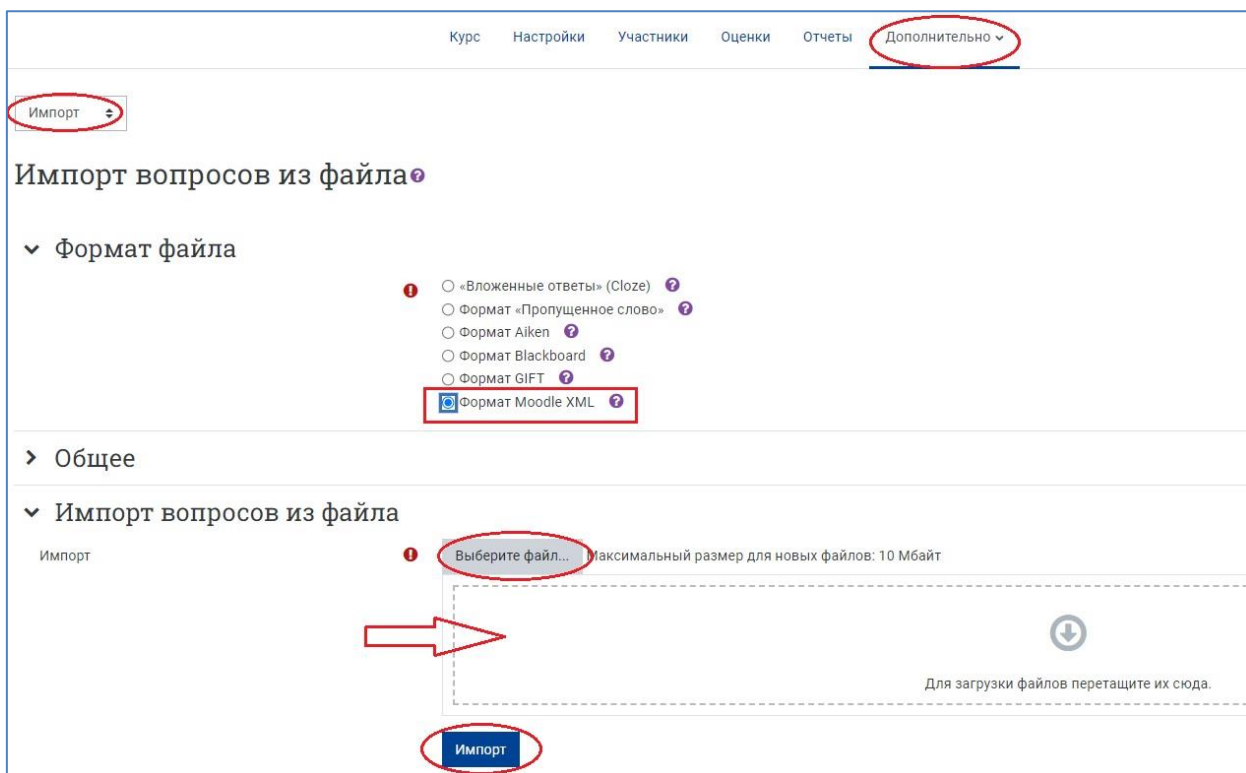 Курс Настройки Участники Оценки Отчеты Дополнительно
Импорт
Импорт вопросов из файла
Формат файла
«Вложенные ответы» (Cloze)
Формат «Пропущенное слово»
Формат Aiken
Формат Blackboard
Формат GIFT
Формат Moodle XML
Общее
Импорт вопросов из файла
Импорт Выберите файл... Максимальный размер для новых файлов: 10 Мбайт
Для загрузки файлов перетащите их сюда.
Импорт